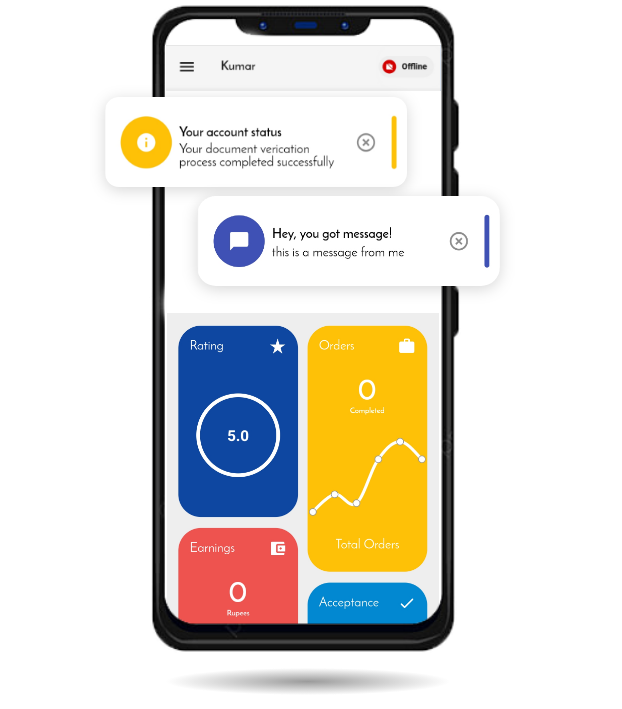 Kumar
Offline
Your account status
Your document verication
process completed successfully
Hey, you got message!
this is a message from me
Rating
5.0
Orders
0
Completed
Total Orders
Earnings
0
Rupees
Acceptance